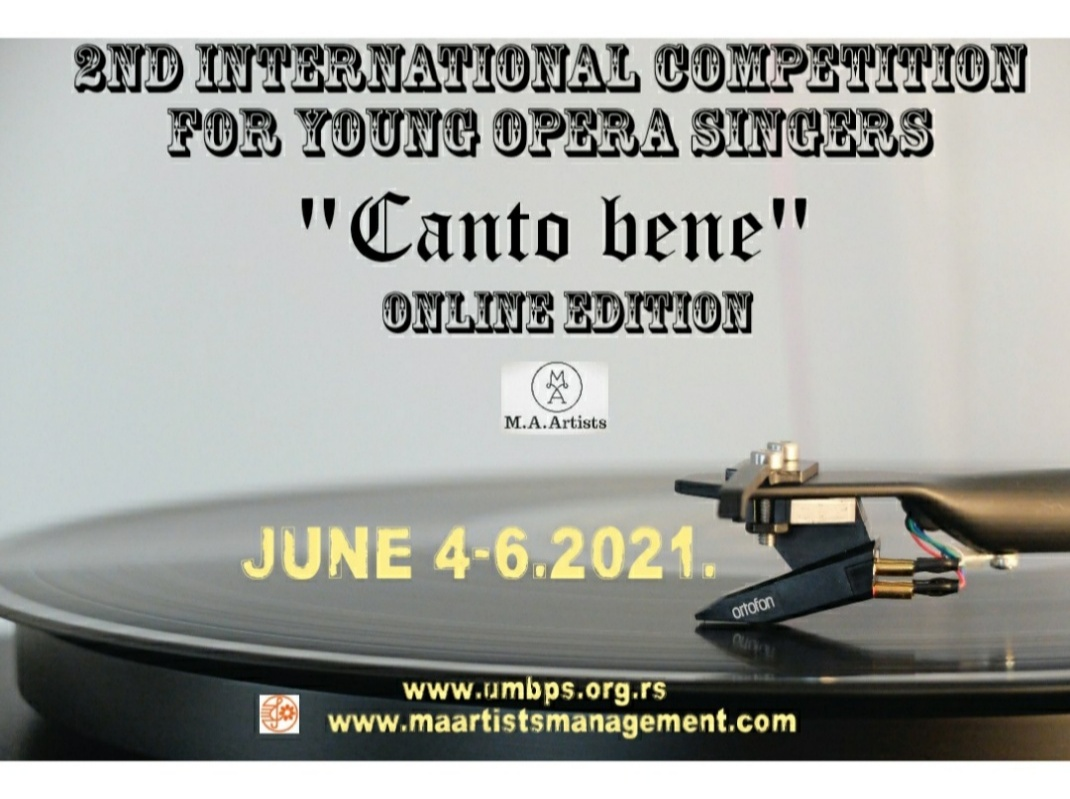 2ND INTERNATIONAL COMPETITION
FOR YOUNG OPERA SINGERS
"Canto bene"
ONLINE EDITION
MA
M.A.Artists
JUNE 4-6.2021.
ortofon
www.umbps.org.rs
www.maartistsmanagement.com